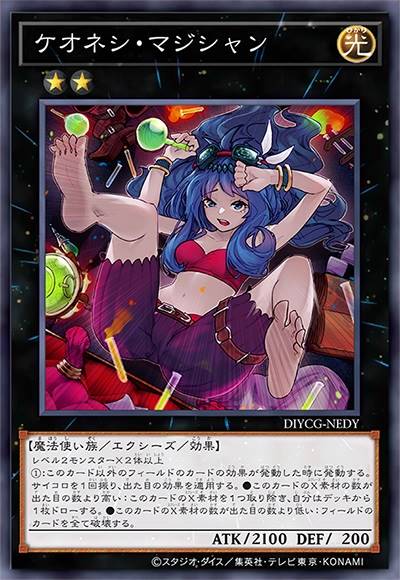 ケオネシ・マジシャン
光
DIYCG-NEDY
【魔法使い族／エクシーズ／効果】
レベル２モンスター×２体以上
①:このカード以外のフィールドのカードの効果が発動した時に発動する。
サイコロを１回振り、出た目の効果を適用する。●このカードのX素材の数
が出た目の数より高い:このカードのX素材を１つ取り除き、自分はデッキから
１枚ドローする。●このカードのX素材の数が出た目の数より低い:フィールドの
カードを全て破壊する。
ATK/2100 DEF/ 200
©スタジオ・ダイス／集英社・テレビ東京・KONAMI